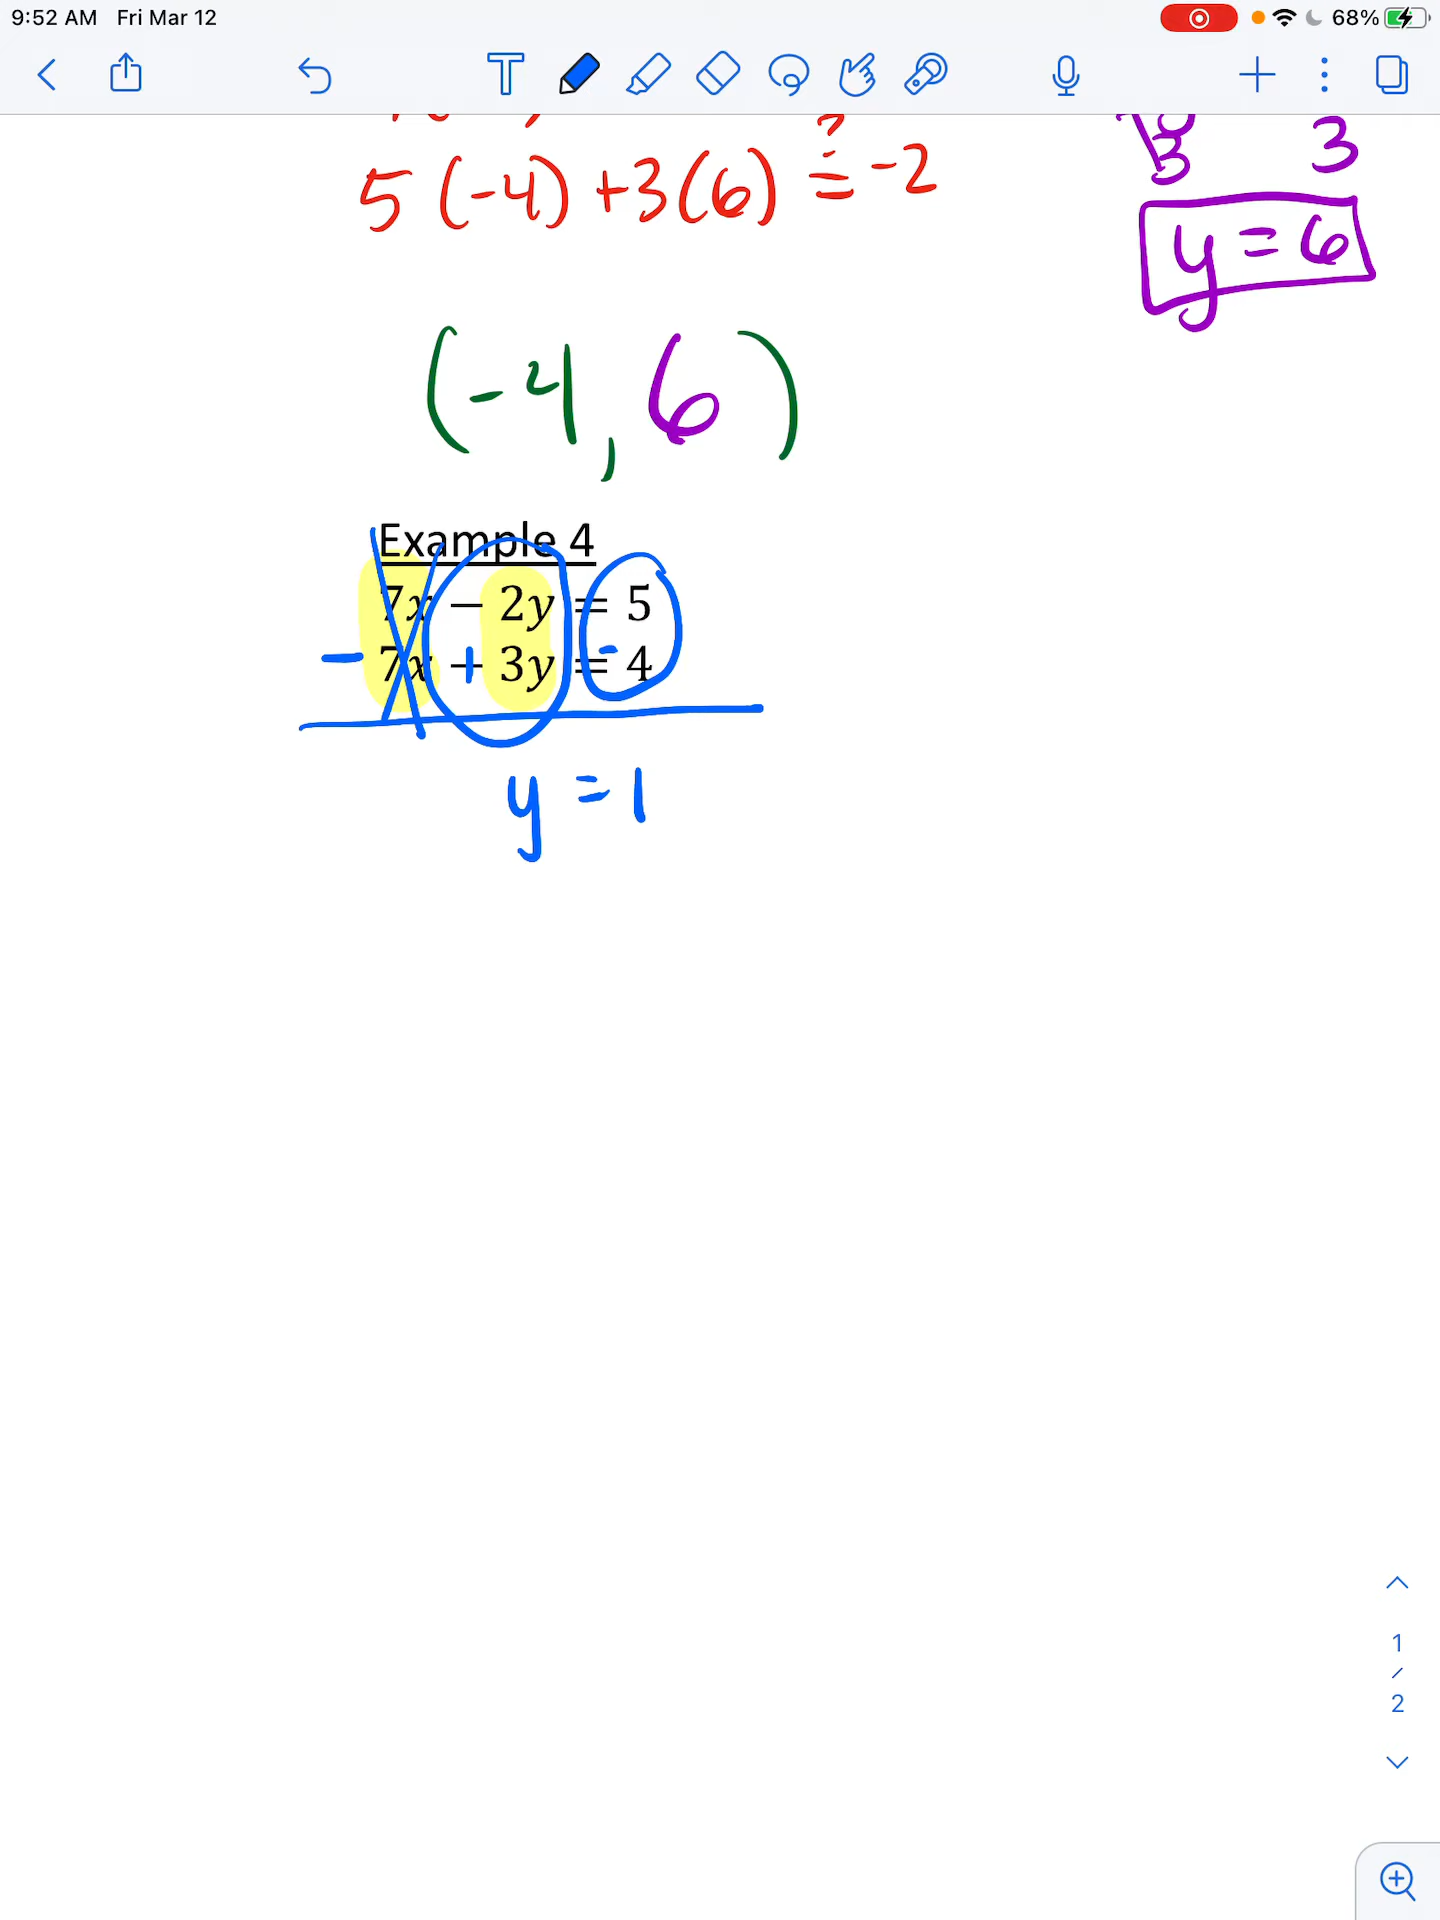 9:52 AM Fri Mar 12
68%
T
5 (-4) +3(6) ≟ -2
3 3
y = 6
(-4, 6)
Example 4
7x − 2y = 5
- 7x + 3y = - 4
y = 1
1
/
2